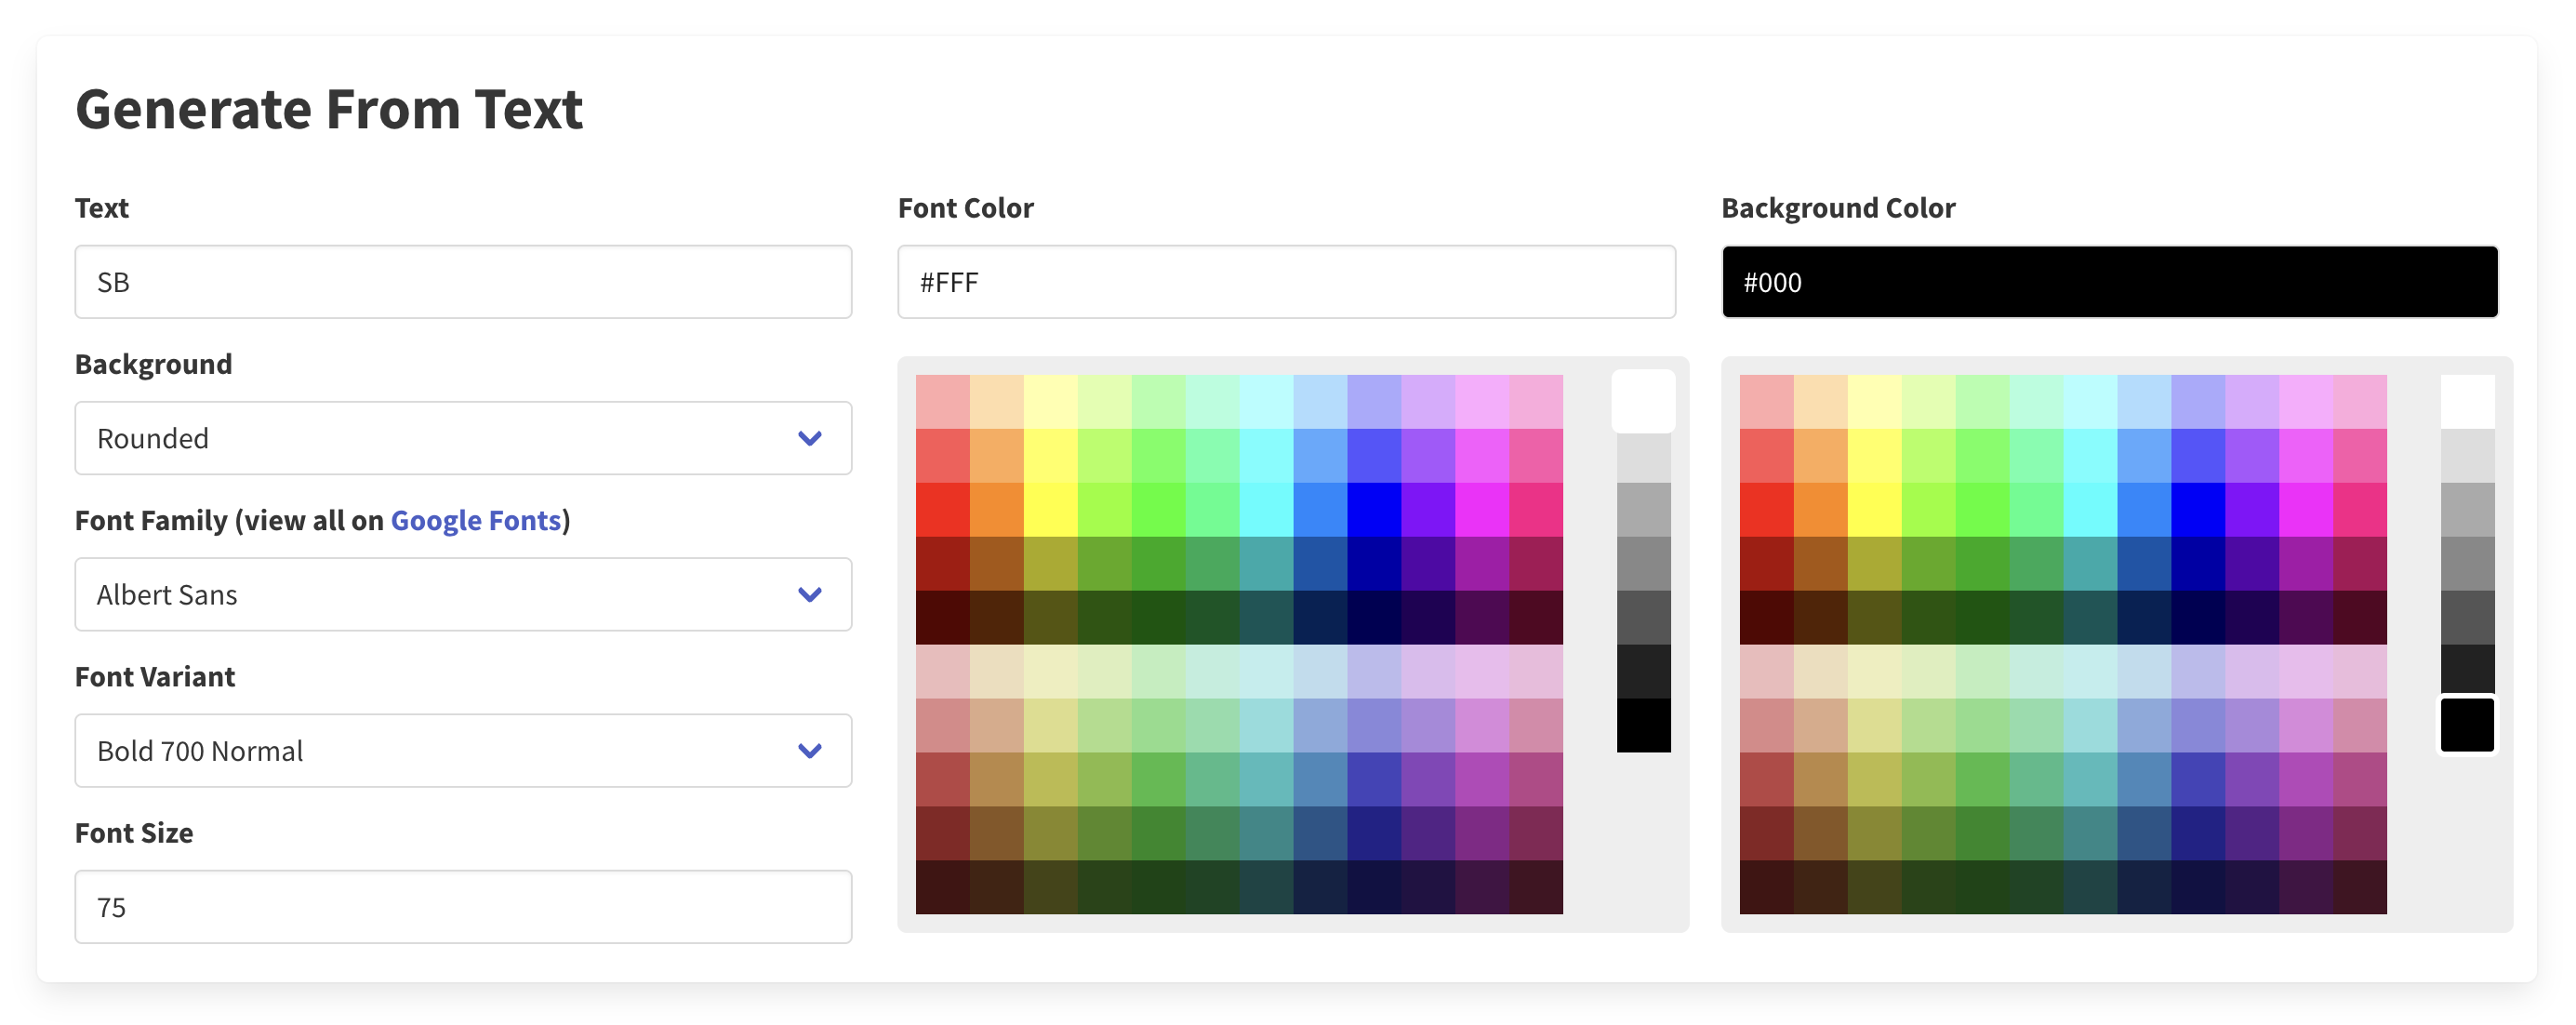 Generate From Text
Text
SB
Background
Rounded
Font Family (view all on Google Fonts)
Albert Sans
Font Variant
Bold 700 Normal
Font Size
75
Font Color
#FFF
Background Color
#000